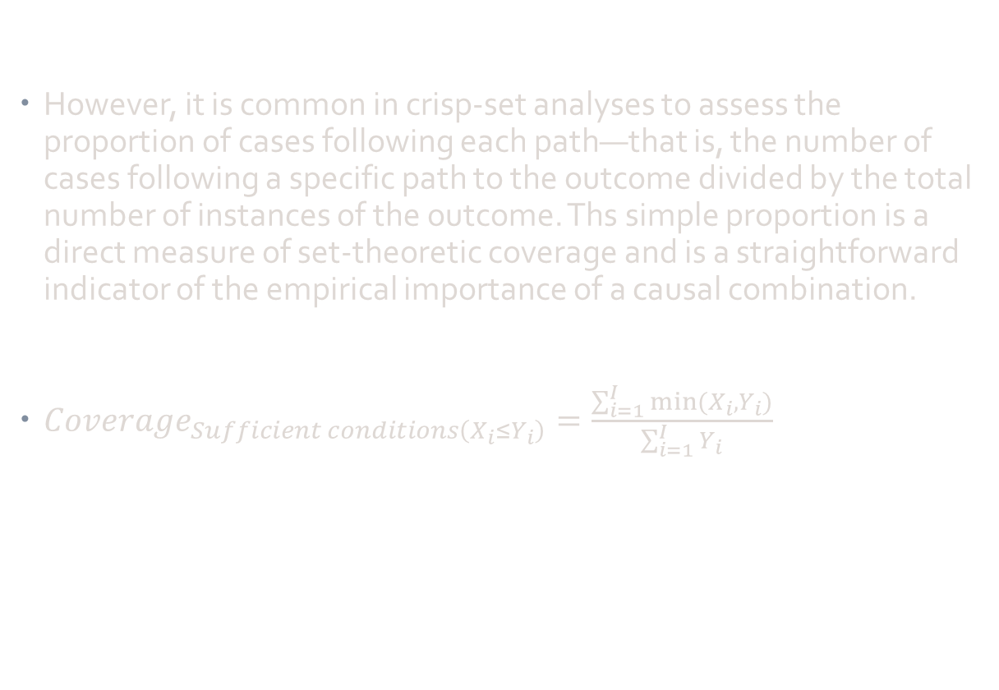 • However, it is common in crisp-set analyses to assess the
proportion of cases following each path—that is, the number of
cases following a specific path to the outcome divided by the total
number of instances of the outcome. Ths simple proportion is a
direct measure of set-theoretic coverage and is a straightforward
indicator of the empirical importance of a causal combination.
• $Coverage_{Sufficient\ conditions(X_i \le Y_i)} = \frac{\sum_{i=1}^{I} \min(X_i, Y_i)}{\sum_{i=1}^{I} Y_i}$